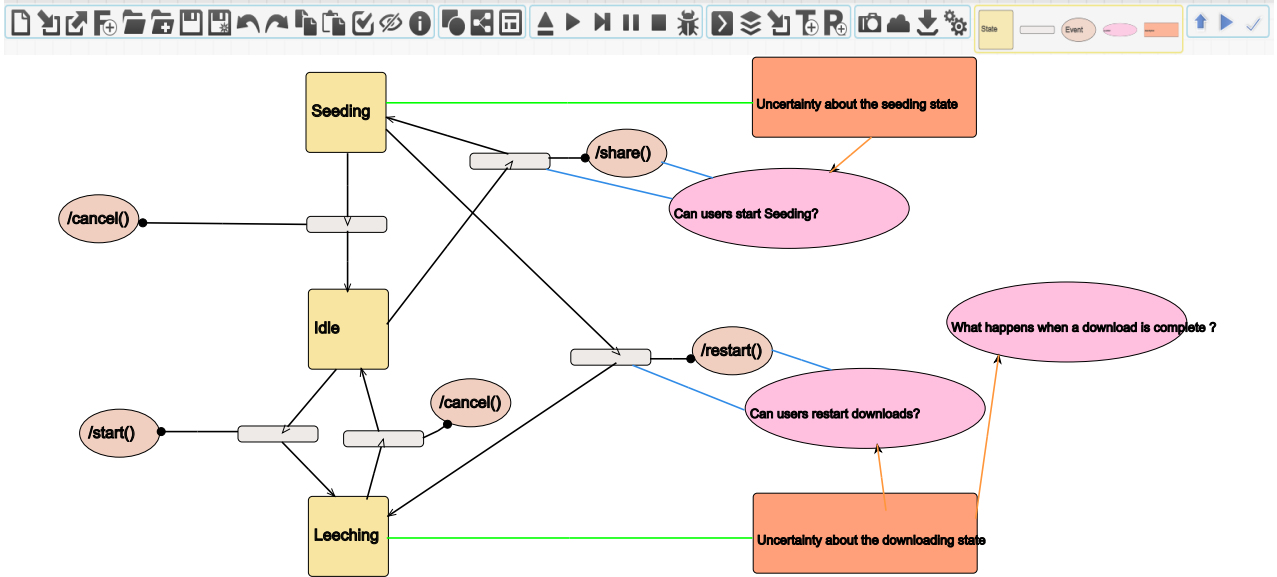 State
Event
Seeding
Uncertainty about the seeding state
/share()
/cancel()
Can users start Seeding?
Idle
What happens when a download is complete ?
/restart()
/cancel()
Can users restart downloads?
/start()
Leeching
Uncertainty about the downloading state